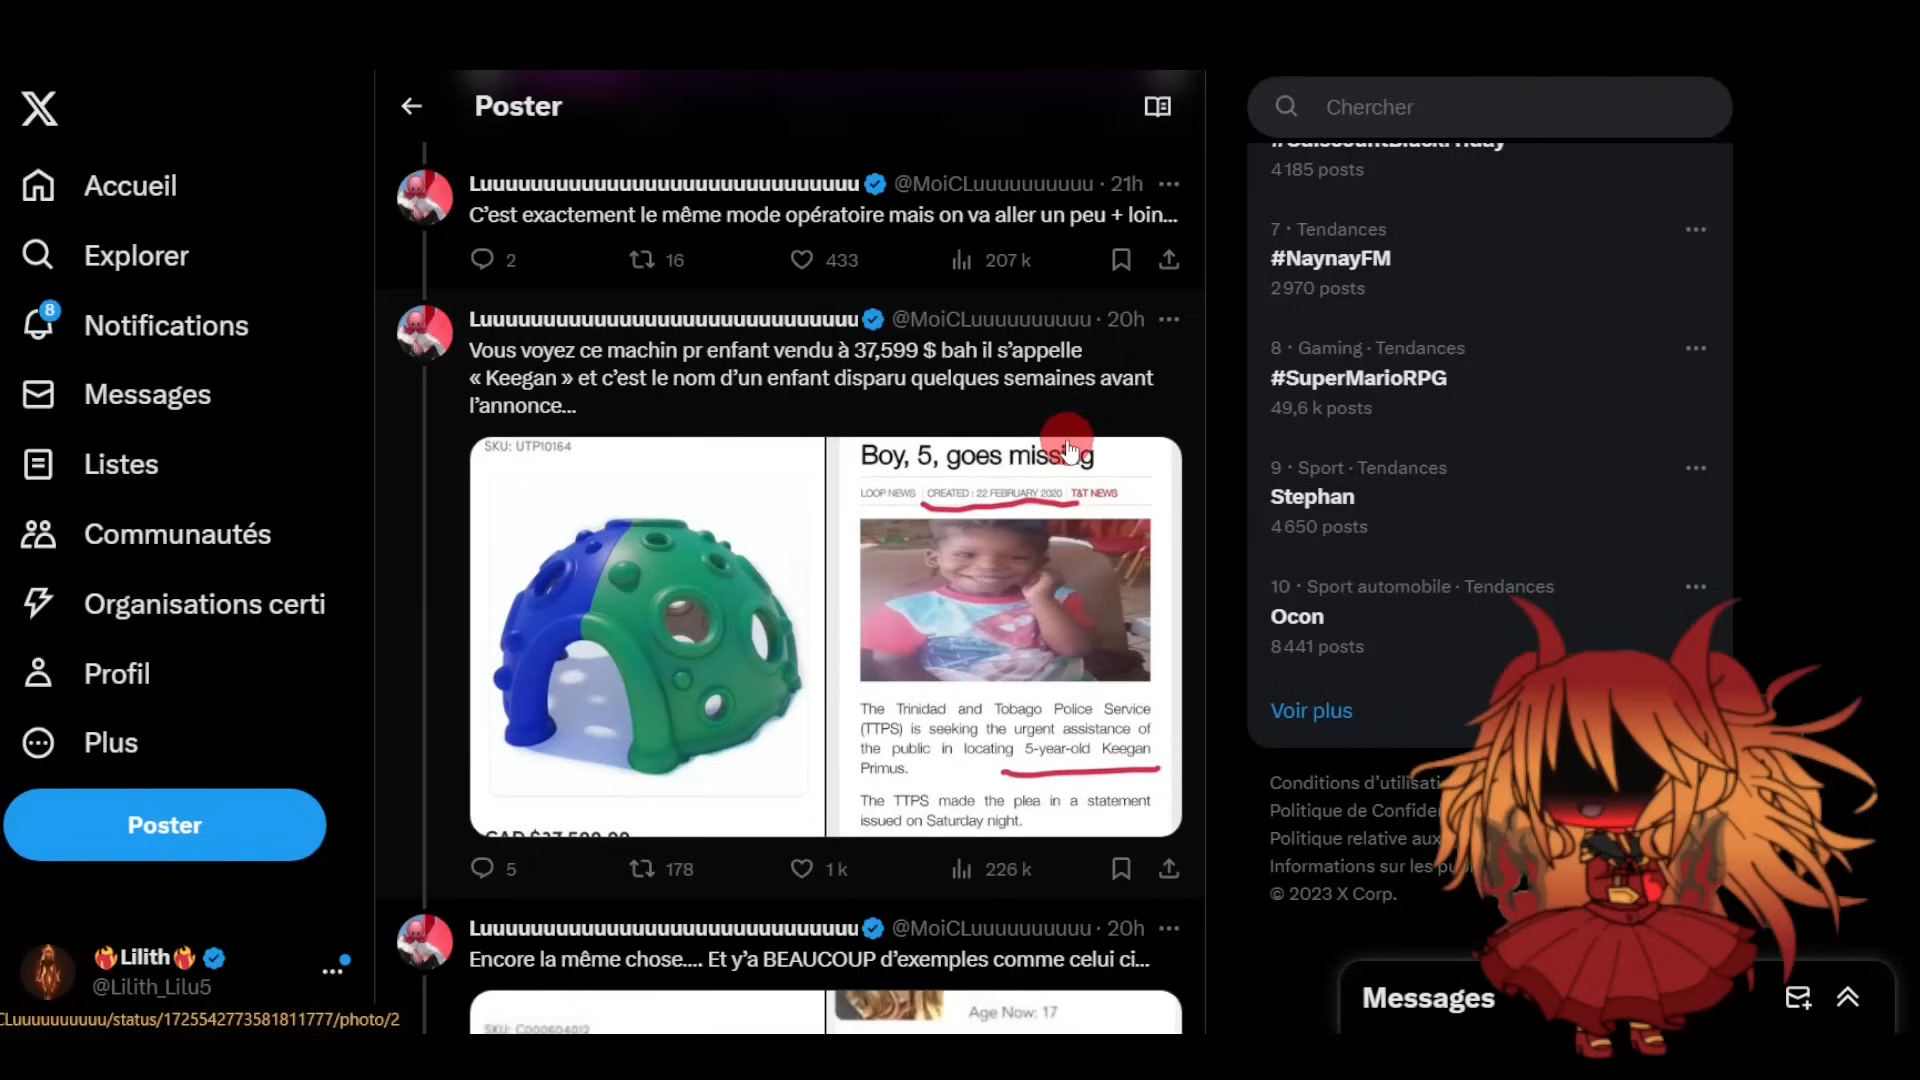 Poster
Chercher
4 185 posts
Accueil
Explorer
8
Notifications
Messages
Listes
Communautés
Organisations certi
Profil
Plus
Poster
🔥Lilith🔥
@Lilith_Lilu5
CLuuuuuuuuuu/status/1725542773581811777/photo/2
Luuuuuuuuuuuuuuuuuuuuuuuuuuuuuuu @MoiCLuuuuuuuuuu · 21h
C’est exactement le même mode opératoire mais on va aller un peu + loin...
2 16 433 207 k
Luuuuuuuuuuuuuuuuuuuuuuuuuuuuuuu @MoiCLuuuuuuuuuu · 20h
Vous voyez ce machin pr enfant vendu à 37,599 $ bah il s’appelle
« Keegan » et c’est le nom d’un enfant disparu quelques semaines avant
l’annonce...
SKU: UTP10164
Boy, 5, goes missing
LOOP NEWS CREATED : 22 FEBRUARY 2020 T&T NEWS
The Trinidad and Tobago Police Service
(TTPS) is seeking the urgent assistance of
the public in locating 5-year-old Keegan
Primus.
The TTPS made the plea in a statement
issued on Saturday night.
5 178 1 k 226 k
Luuuuuuuuuuuuuuuuuuuuuuuuuuuuuuu @MoiCLuuuuuuuuuu · 20h
Encore la même chose.... Et y’a BEAUCOUP d’exemples comme celui ci...
Age Now: 17
7 · Tendances
#NaynayFM
2 970 posts
8 · Gaming · Tendances
#SuperMarioRPG
49,6 k posts
9 · Sport · Tendances
Stephan
4 650 posts
10 · Sport automobile · Tendances
Ocon
8 441 posts
Voir plus
Conditions d’utilisati
Politique de Confider
Politique relative aux
Informations sur les pu
© 2023 X Corp.
Messages